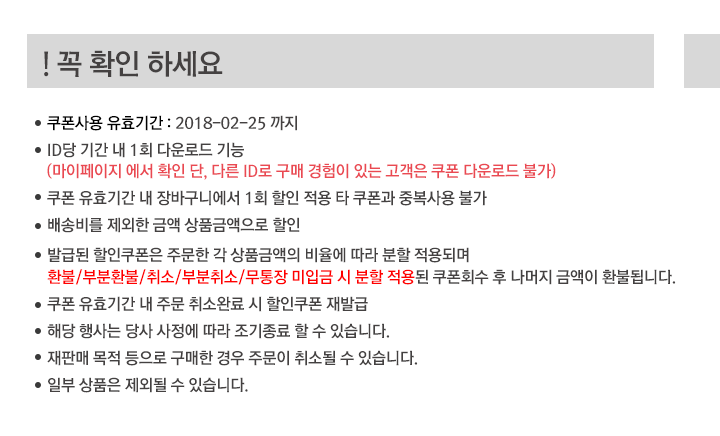 ! 꼭 확인 하세요
• 쿠폰사용 유효기간 : 2018-02-25 까지
• ID당 기간 내 1회 다운로드 기능
(마이페이지 에서 확인 단, 다른 ID로 구매 경험이 있는 고객은 쿠폰 다운로드 불가)
• 쿠폰 유효기간 내 장바구니에서 1회 할인 적용 타 쿠폰과 중복사용 불가
• 배송비를 제외한 금액 상품금액으로 할인
• 발급된 할인쿠폰은 주문한 각 상품금액의 비율에 따라 분할 적용되며
환불/부분환불/취소/부분취소/무통장 미입금 시 분할 적용된 쿠폰회수 후 나머지 금액이 환불됩니다.
• 쿠폰 유효기간 내 주문 취소완료 시 할인쿠폰 재발급
• 해당 행사는 당사 사정에 따라 조기종료 할 수 있습니다.
• 재판매 목적 등으로 구매한 경우 주문이 취소될 수 있습니다.
• 일부 상품은 제외될 수 있습니다.